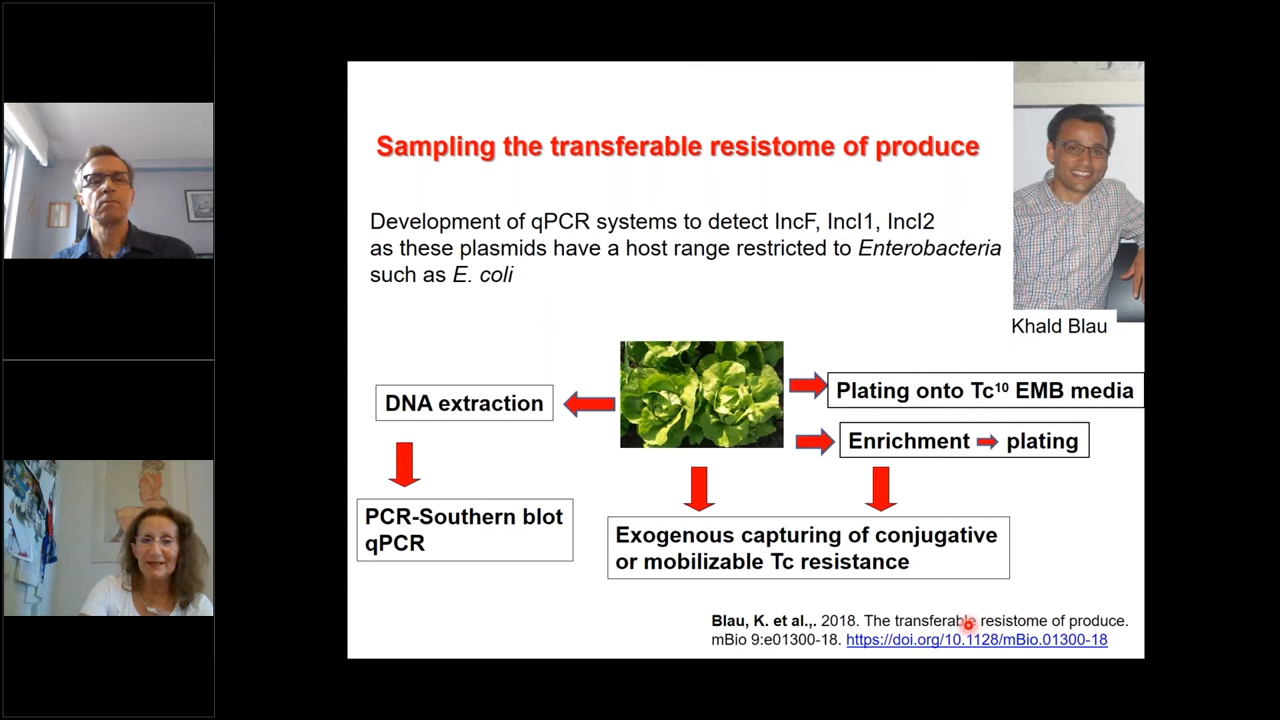 Sampling the transferable resistome of produce
Development of qPCR systems to detect IncF, IncI1, IncI2
as these plasmids have a host range restricted to Enterobacteria
such as E. coli
Khald Blau
DNA extraction
Plating onto Tc¹⁰ EMB media
Enrichment plating
PCR-Southern blot
qPCR
Exogenous capturing of conjugative
or mobilizable Tc resistance
Blau, K. et al.,. 2018. The transferable resistome of produce.
mBio 9:e01300-18. https://doi.org/10.1128/mBio.01300-18